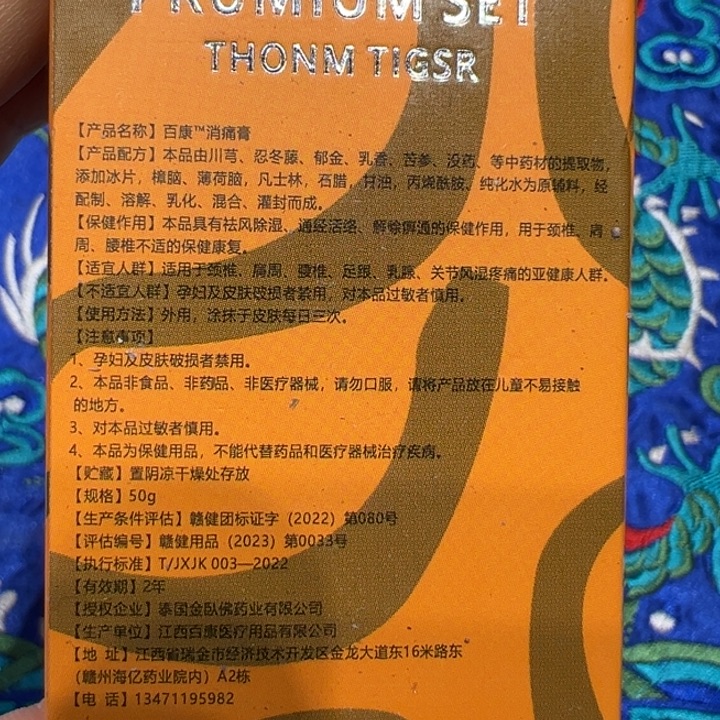 PRUMIUM SET
THONM TIGSR
【产品名称】百康™消痛膏
【产品配方】本品由川芎、忍冬藤、郁金、乳香、苦参、没药、等中药材的提取物，
添加冰片，樟脑、薄荷脑，凡士林，石腊，甘油，丙烯酰胺、纯化水为原辅料，经
配制、溶解、乳化、混合、灌封而成。
【保健作用】本品具有祛风除湿、通经活络、解除痹通的保健作用，用于颈椎、肩
周、腰椎不适的保健康复。
【适宜人群】适用于颈椎、肩周、骽椎、足跟、乳腺、关节风湿疼痛的亚健康人群。
【不适宜人群】孕妇及皮肤破损者禁用，对本品过敏者慎用。
【使用方法】外用，涂抹于皮肤每日三次。
【注意事项】
1、孕妇及皮肤破损者禁用。
2、本品非食品、非药品、非医疗器械，请勿口服，请将产品放在儿童不易接触
的地方。
3、对本品过敏者慎用。
4、本品为保健用品，不能代替药品和医疗器械治疗疾病。
【贮藏】置阴凉干燥处存放
【规格】50g
【生产条件评估】赣健团标证字（2022）第080号
【评估编号】赣健用品（2023）第0033号
【执行标准】T/JXJK 003—2022
【有效期】2年
【授权企业】泰国金卧佛药业有限公司
【生产单位】江西百康医疗用品有限公司
【地 址】江西省瑞金市经济技术开发区金龙大道东16米路东
（赣州海亿药业院内）A2栋
【电 话】13471195982